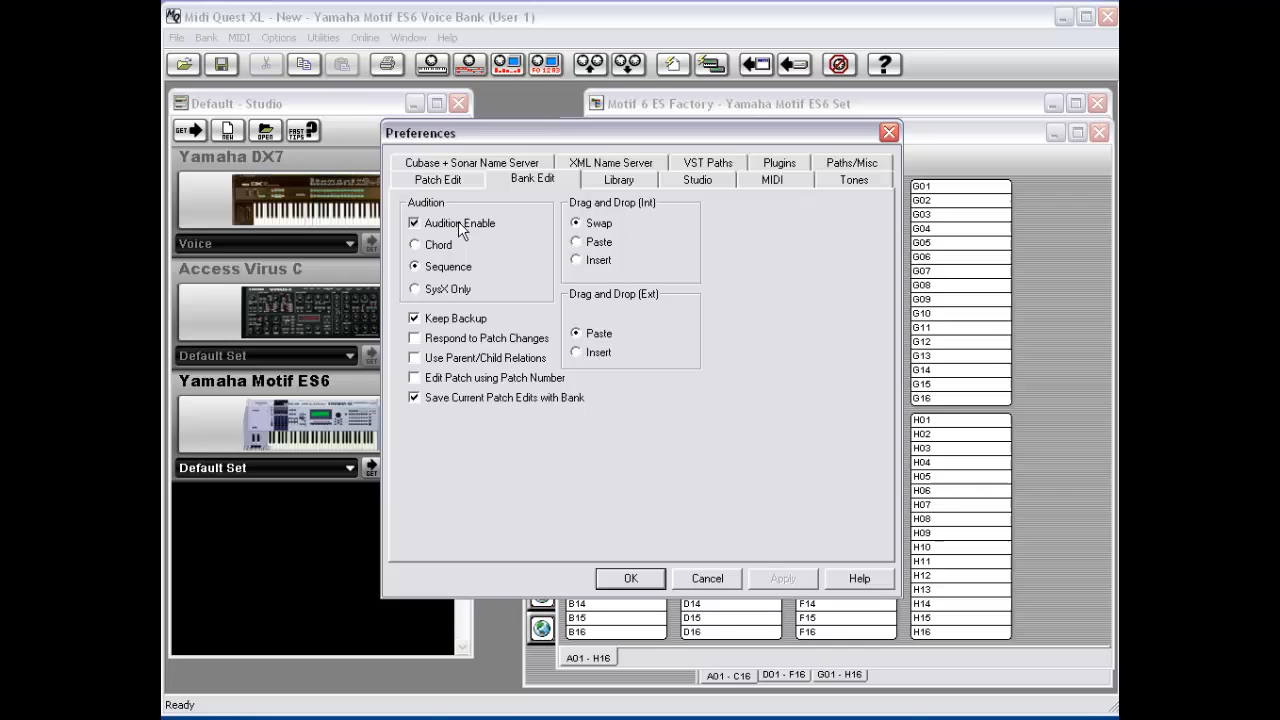 Midi Quest XL - New - Yamaha Motif ES6 Voice Bank (User 1)
File Bank MIDI Options Utilities Online Window Help
Default - Studio
Motif 6 ES Factory - Yamaha Motif ES6 Set
GET NEW OPEN FAST TIPS
Yamaha DX7
Voice
GET
Access Virus C
Default Set
GET
Yamaha Motif ES6
Default Set
GET
Preferences
Cubase + Sonar Name Server XML Name Server VST Paths Plugins Paths/Misc
Patch Edit Bank Edit Library Studio MIDI Tones
Audition
Audition Enable
Chord
Sequence
SysX Only
Keep Backup
Respond to Patch Changes
Use Parent/Child Relations
Edit Patch using Patch Number
Save Current Patch Edits with Bank
Drag and Drop (Int)
Swap
Paste
Insert
Drag and Drop (Ext)
Paste
Insert
OK Cancel Apply Help
G01
G02
G03
G04
G05
G06
G07
G08
G09
G10
G11
G12
G13
G14
G15
G16
H01
H02
H03
H04
H05
H06
H07
H08
H09
H10
H11
H12
H13
B14 D14 F14 H14
B15 D15 F15 H15
B16 D16 F16 H16
A01 - H16
A01 - C16 D01 - F16 G01 - H16
Ready